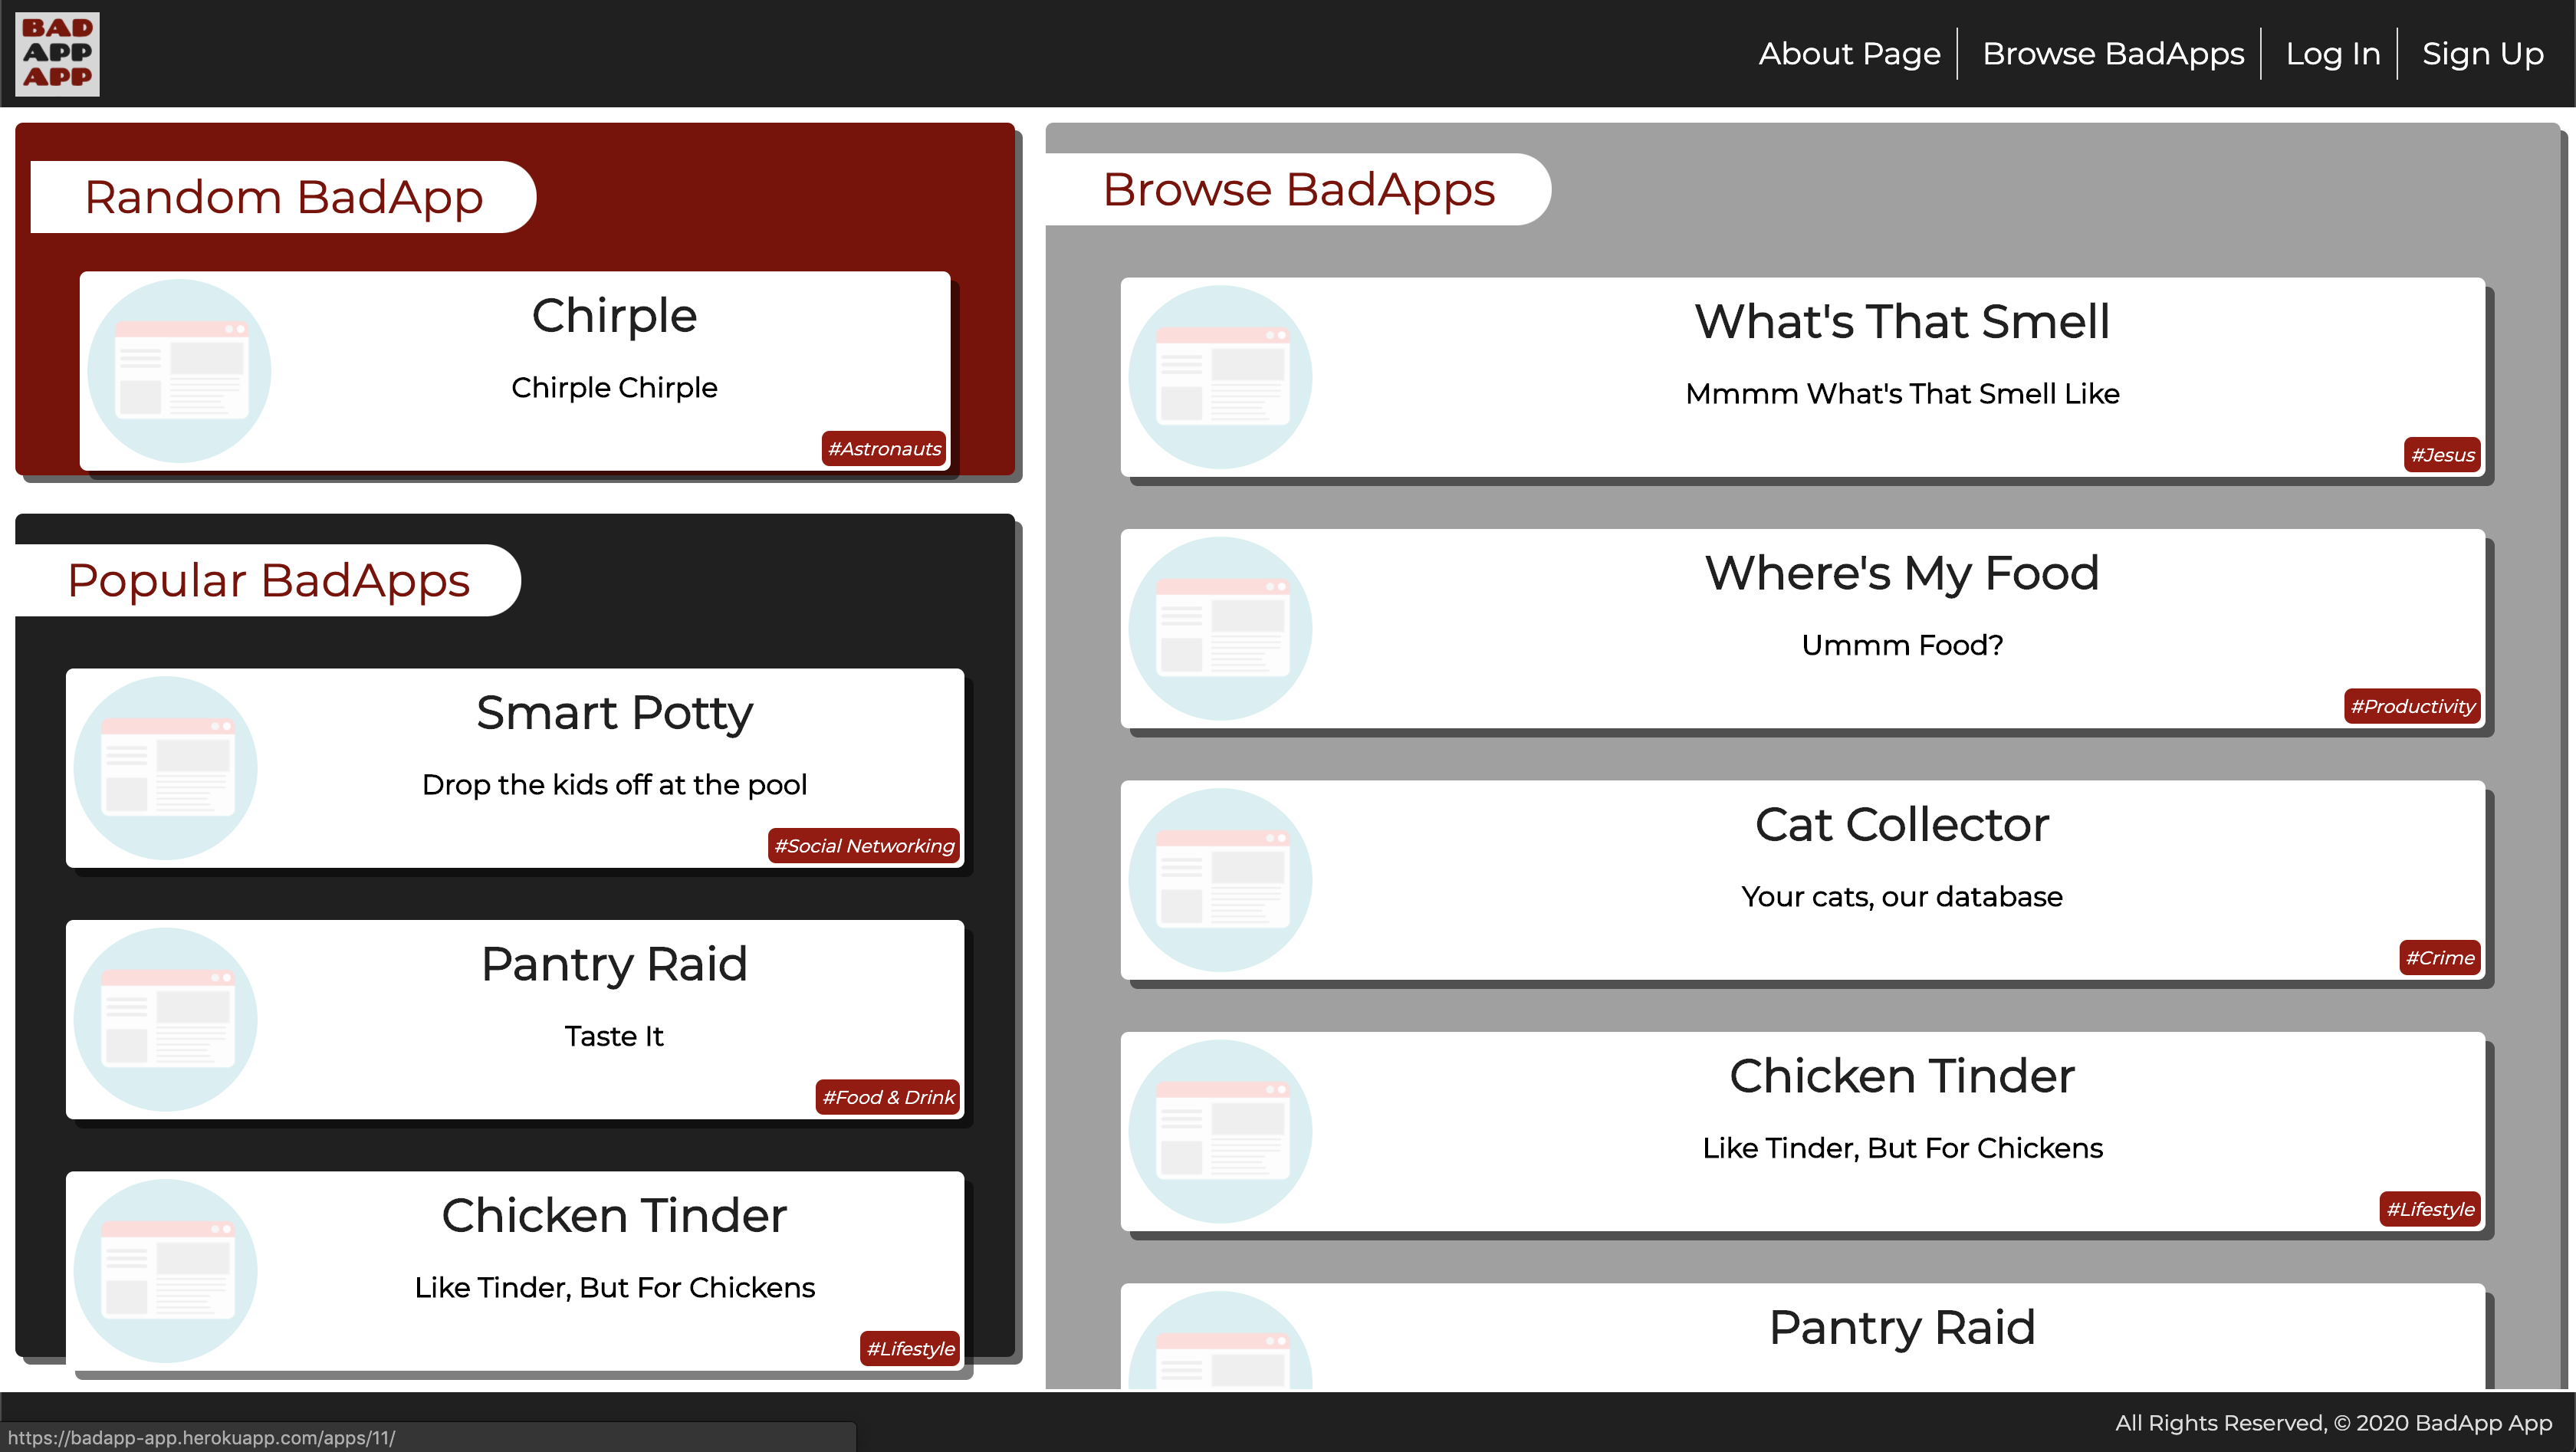 BAD
APP
APP
About Page
Browse BadApps
Log In
Sign Up
Random BadApp
Chirple
Chirple Chirple
#Astronauts
Popular BadApps
Smart Potty
Drop the kids off at the pool
#Social Networking
Pantry Raid
Taste It
#Food & Drink
Chicken Tinder
Like Tinder, But For Chickens
#Lifestyle
Browse BadApps
What's That Smell
Mmmm What's That Smell Like
#Jesus
Where's My Food
Ummm Food?
#Productivity
Cat Collector
Your cats, our database
#Crime
Chicken Tinder
Like Tinder, But For Chickens
#Lifestyle
Pantry Raid
All Rights Reserved, © 2020 BadApp App
https://badapp-app.herokuapp.com/apps/11/